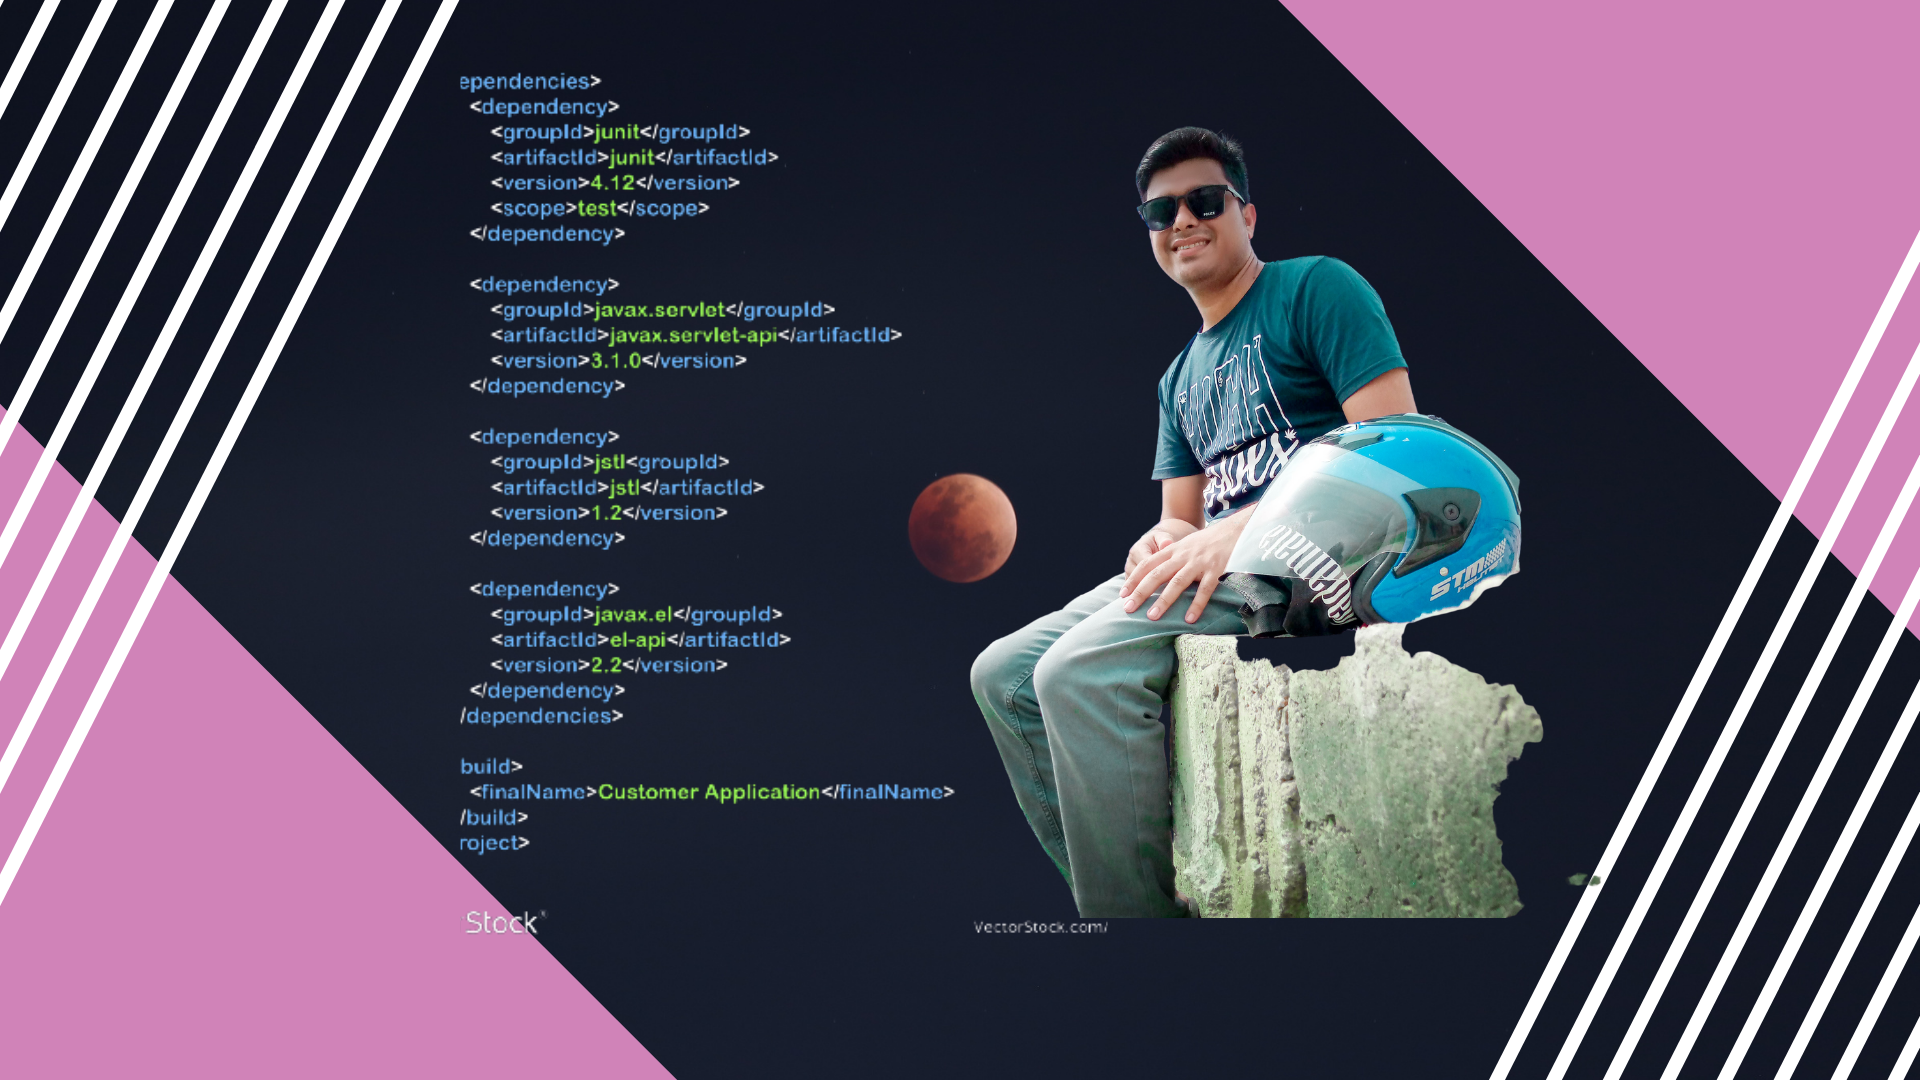 ependencies>
<dependency>
<groupId>junit</groupId>
<artifactId>junit</artifactId>
<version>4.12</version>
<scope>test</scope>
</dependency>
<dependency>
<groupId>javax.servlet</groupId>
<artifactId>javax.servlet-api</artifactId>
<version>3.1.0</version>
</dependency>
<dependency>
<groupId>jstl<groupId>
<artifactId>jstl</artifactId>
<version>1.2</version>
</dependency>
<dependency>
<groupId>javax.el</groupId>
<artifactId>el-api</artifactId>
<version>2.2</version>
</dependency>
/dependencies>
build>
<finalName>Customer Application</finalName>
/build>
roject>
Stock
VectorStock.com/
STM